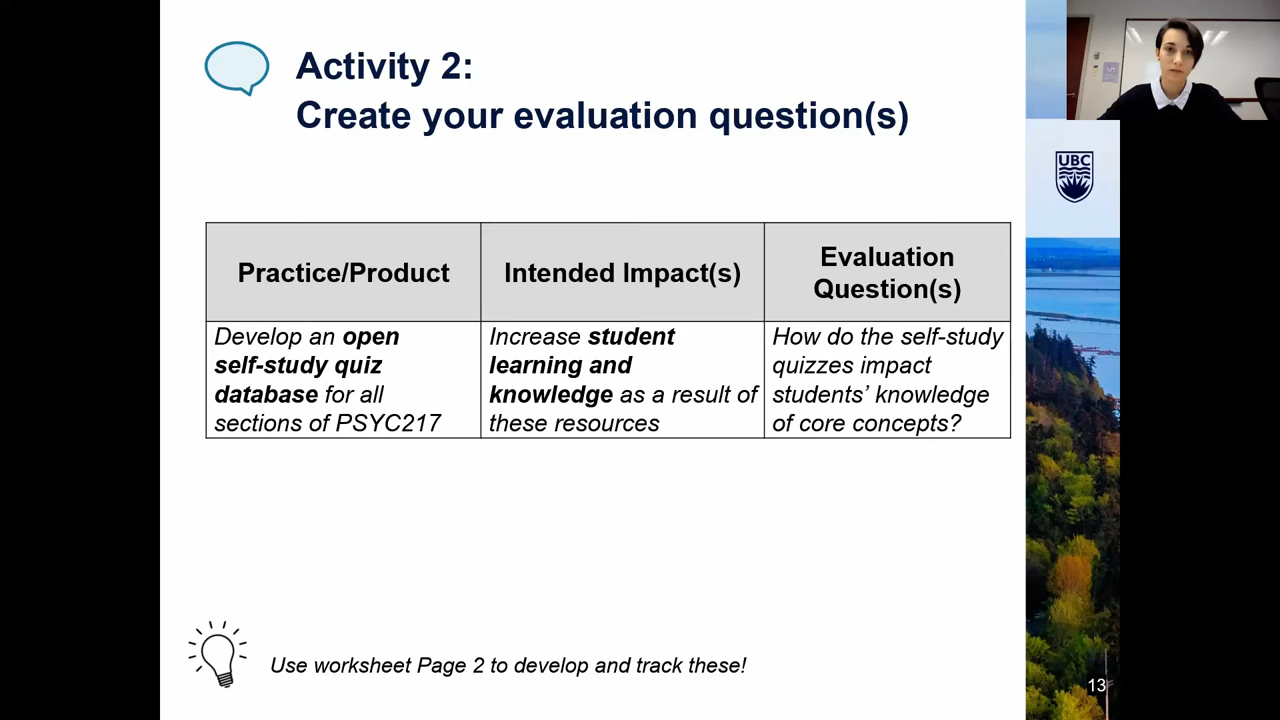 Activity 2:
Create your evaluation question(s)
UBC
Practice/Product
Intended Impact(s)
Evaluation
Question(s)
Develop an open
self-study quiz
database for all
sections of PSYC217
Increase student
learning and
knowledge as a result of
these resources
How do the self-study
quizzes impact
students’ knowledge
of core concepts?
Use worksheet Page 2 to develop and track these!
13